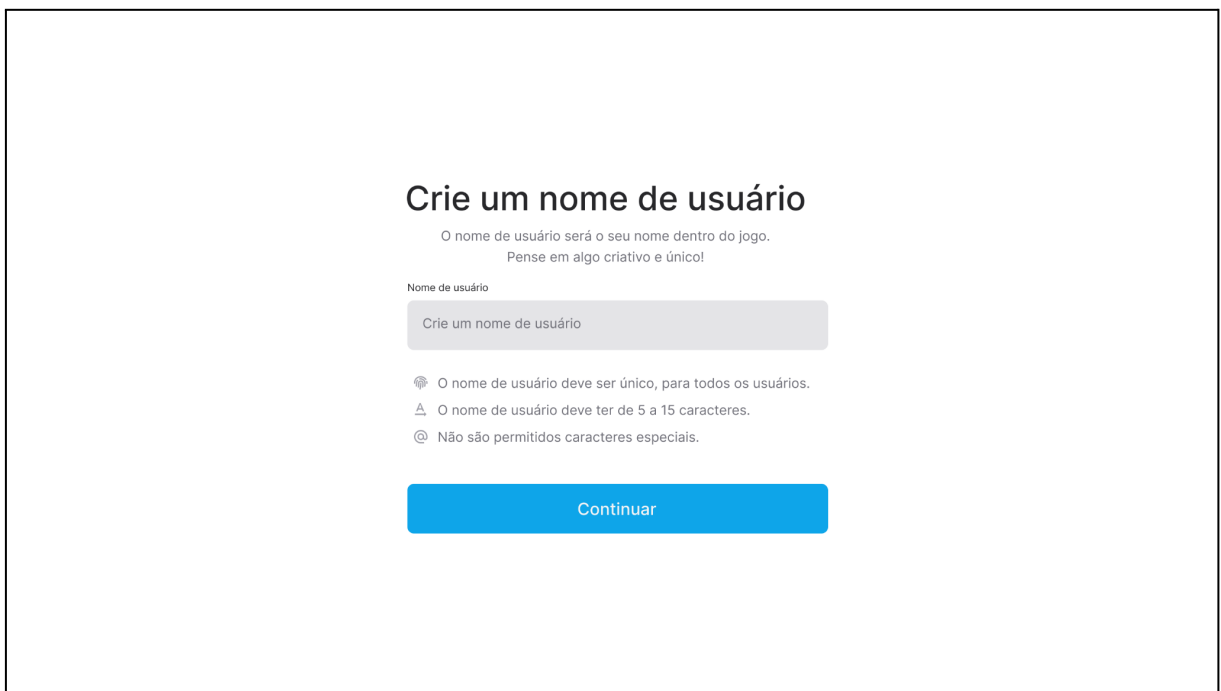 Crie um nome de usuário
O nome de usuário será o seu nome dentro do jogo.
Pense em algo criativo e único!
Nome de usuário
Crie um nome de usuário
O nome de usuário deve ser único, para todos os usuários.
O nome de usuário deve ter de 5 a 15 caracteres.
Não são permitidos caracteres especiais.
Continuar